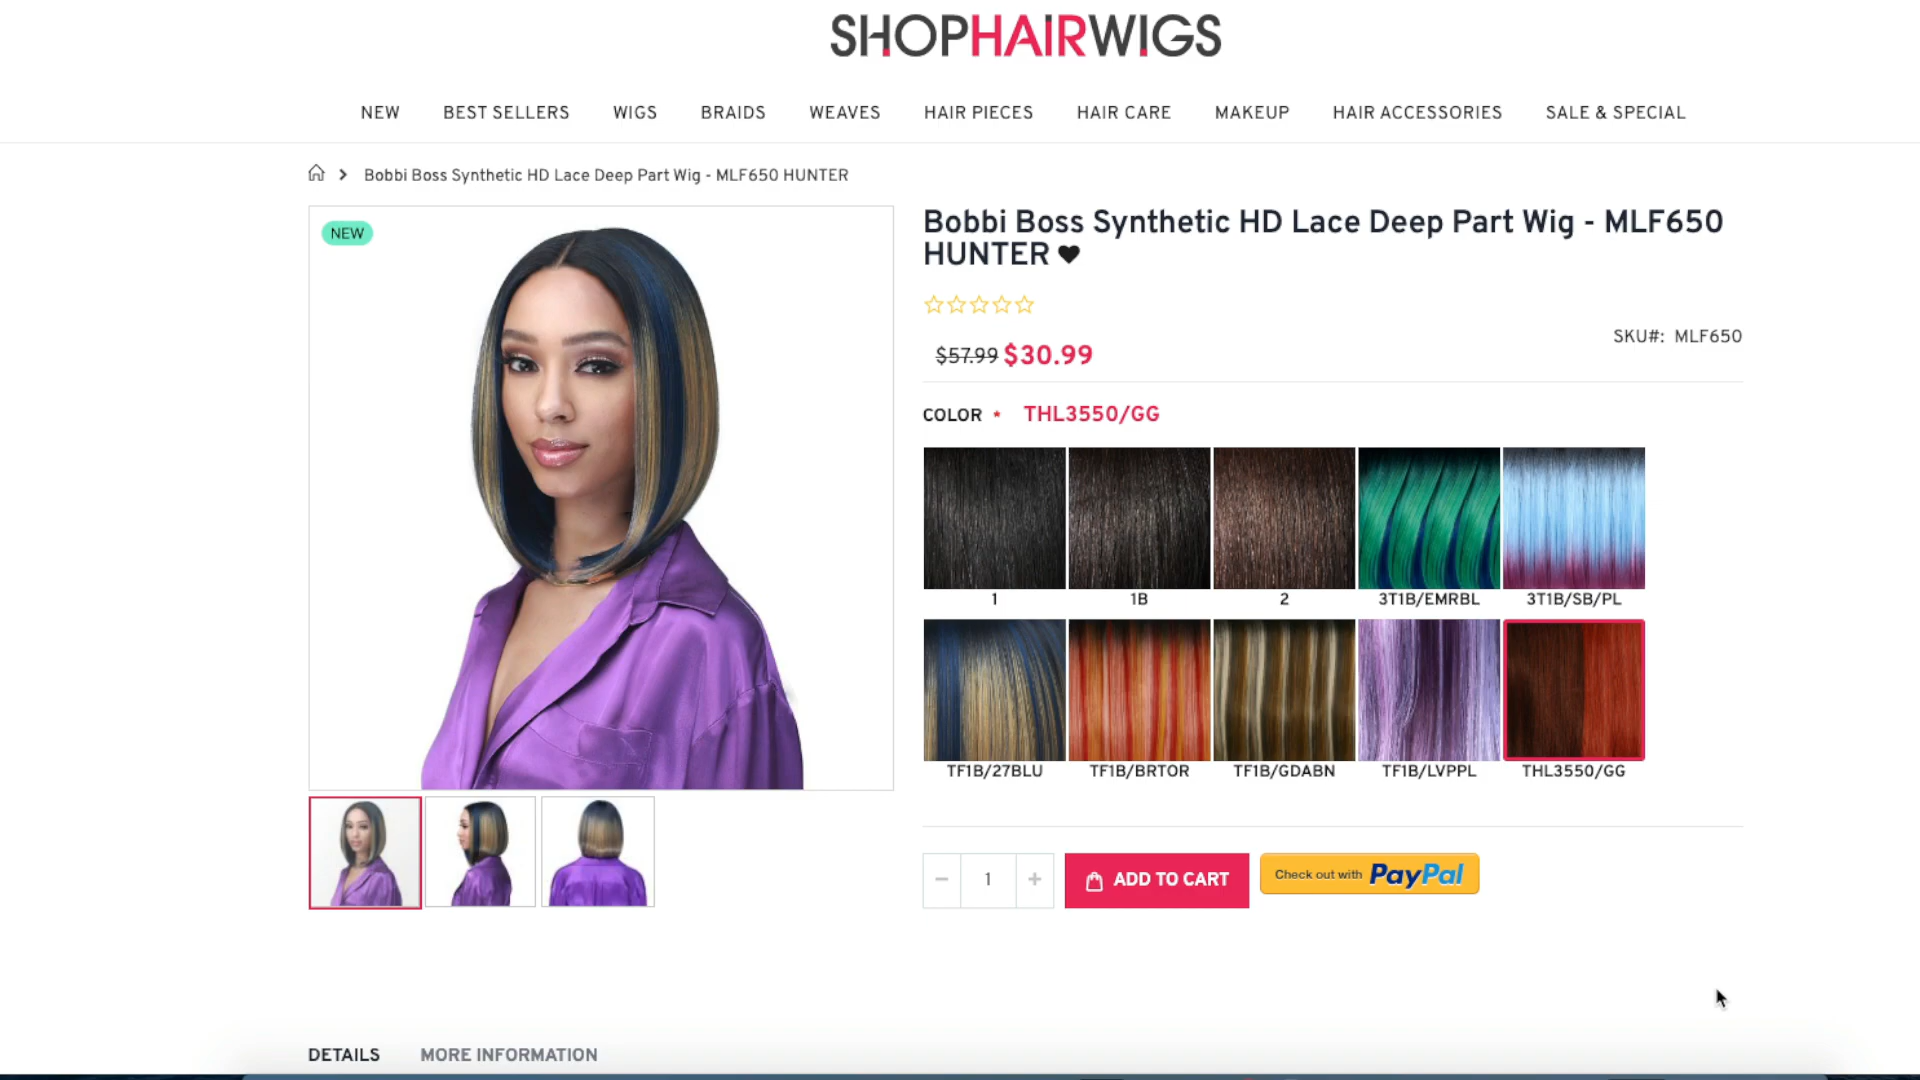 SHOPHAIRWIGS
NEW BEST SELLERS WIGS BRAIDS WEAVES HAIR PIECES HAIR CARE MAKEUP HAIR ACCESSORIES SALE & SPECIAL
Bobbi Boss Synthetic HD Lace Deep Part Wig - MLF650 HUNTER
NEW
Bobbi Boss Synthetic HD Lace Deep Part Wig - MLF650
HUNTER
SKU#: MLF650
$57.99 $30.99
COLOR * THL3550/GG
1 1B 2 3T1B/EMRBL 3T1B/SB/PL
TF1B/27BLU TF1B/BRTOR TF1B/GDABN TF1B/LVPPL THL3550/GG
− 1 + ADD TO CART Check out with PayPal
DETAILS MORE INFORMATION